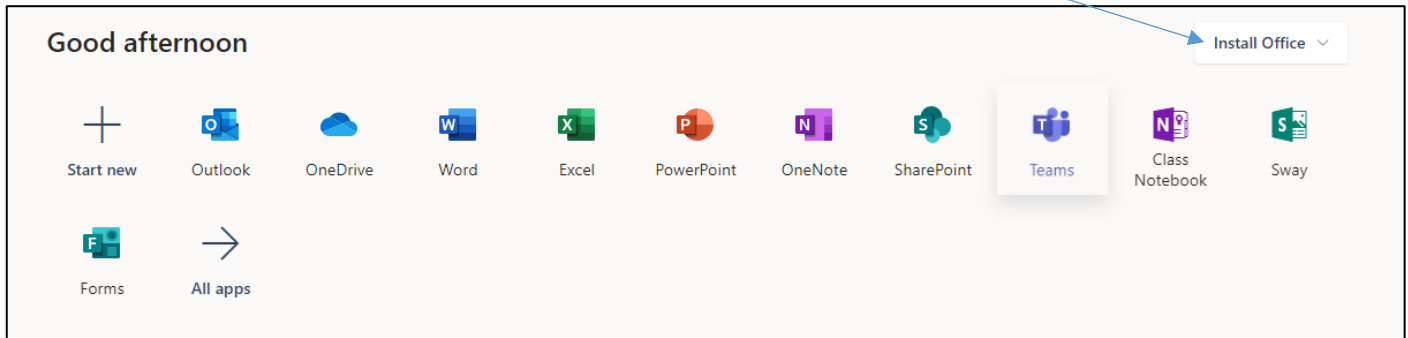 Good afternoon
Install Office
Start new
Outlook
OneDrive
Word
Excel
PowerPoint
OneNote
SharePoint
Teams
Class
Notebook
Sway
Forms
All apps